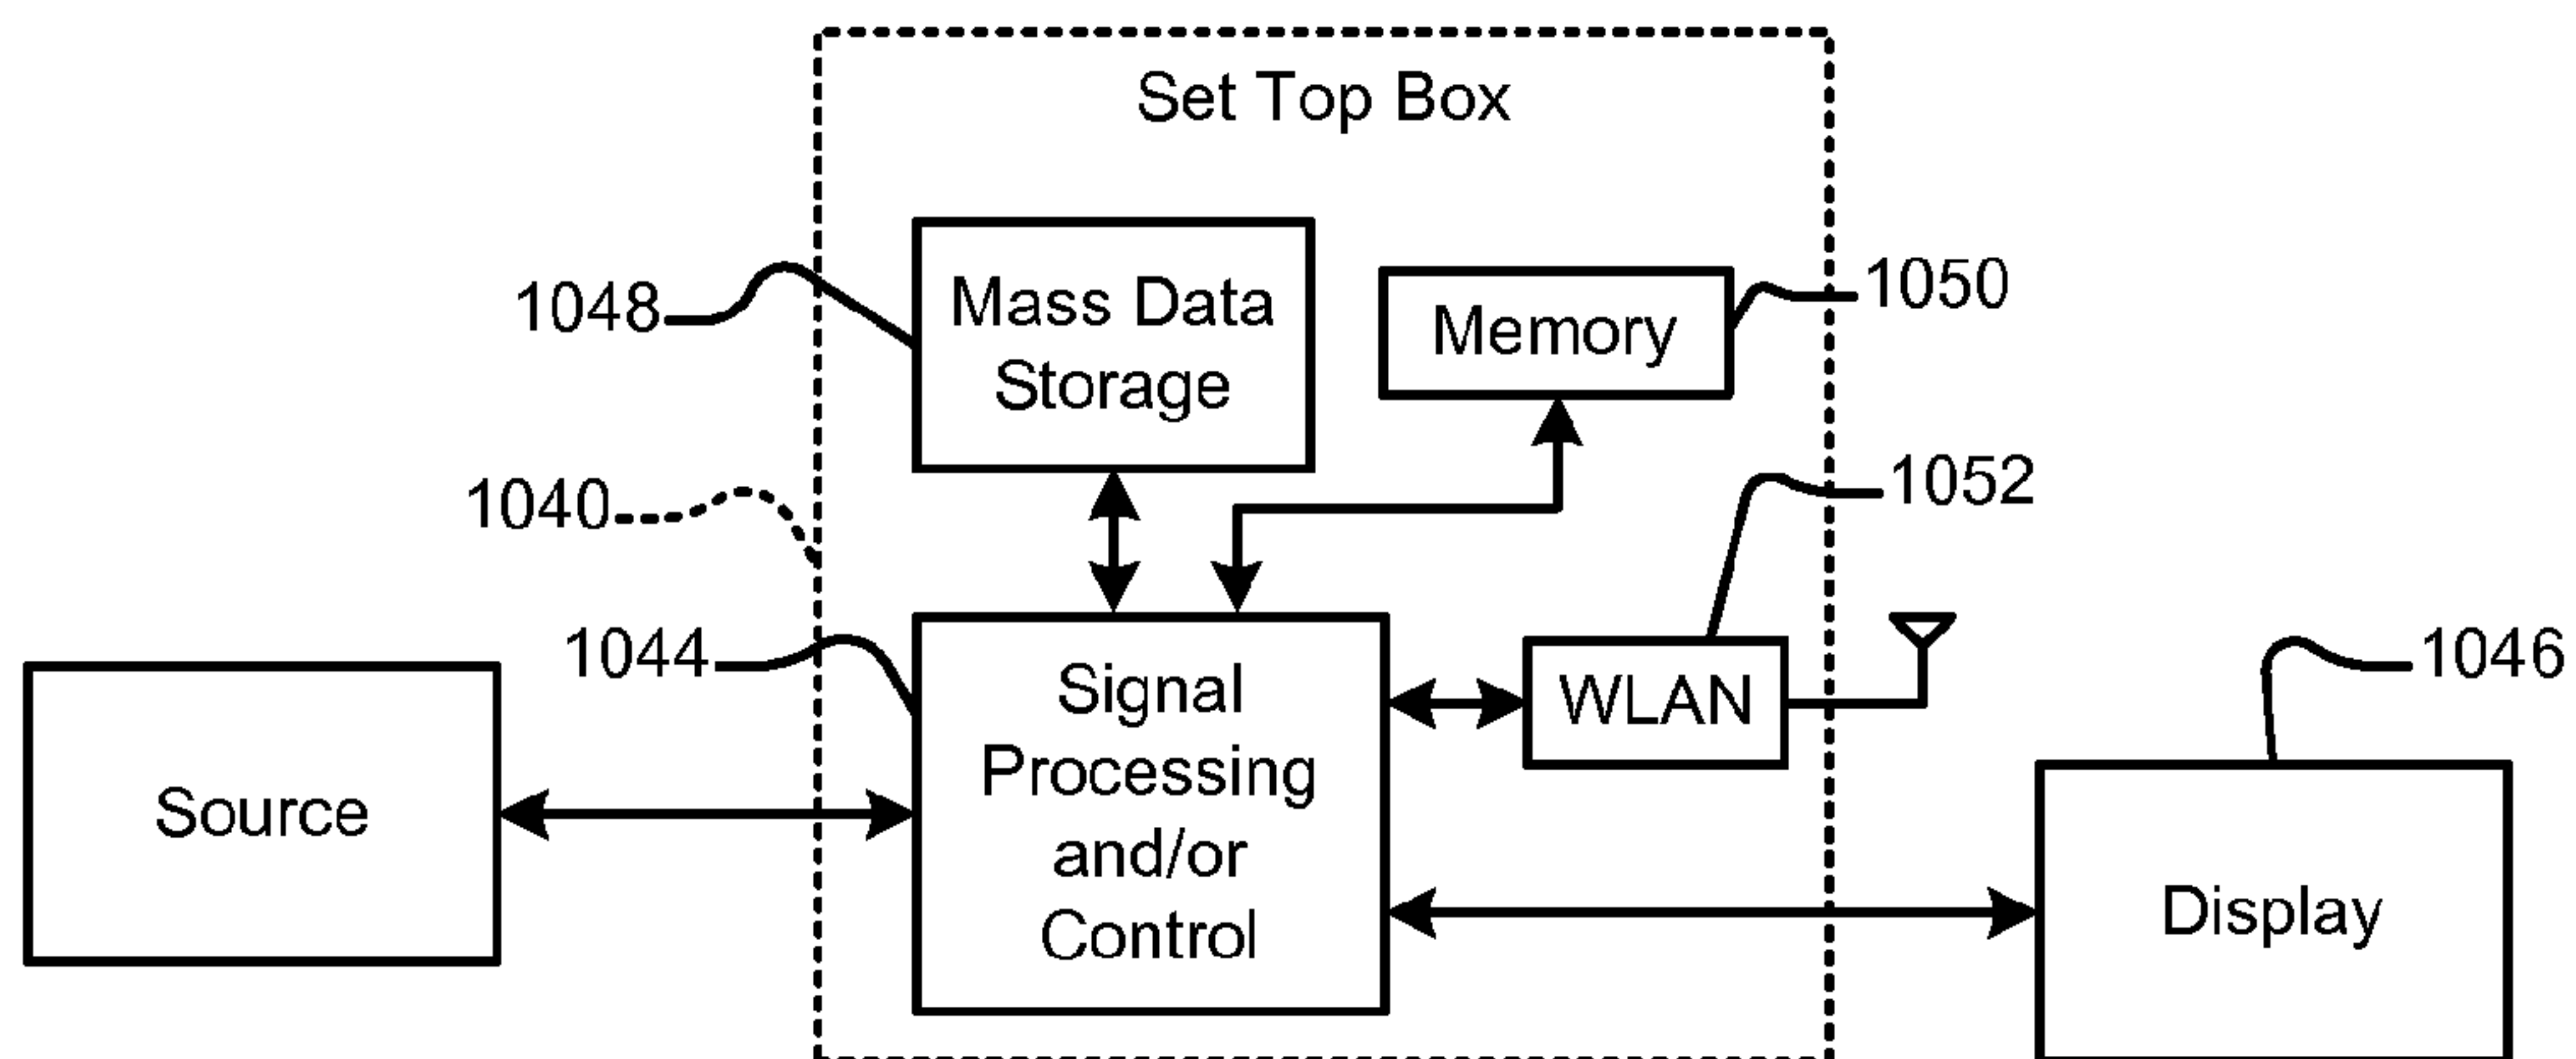 Set Top Box
1048
Mass Data
Storage
Memory
1050
1040
1052
1044
Signal
Processing
and/or
Control
WLAN
1046
Source
Display